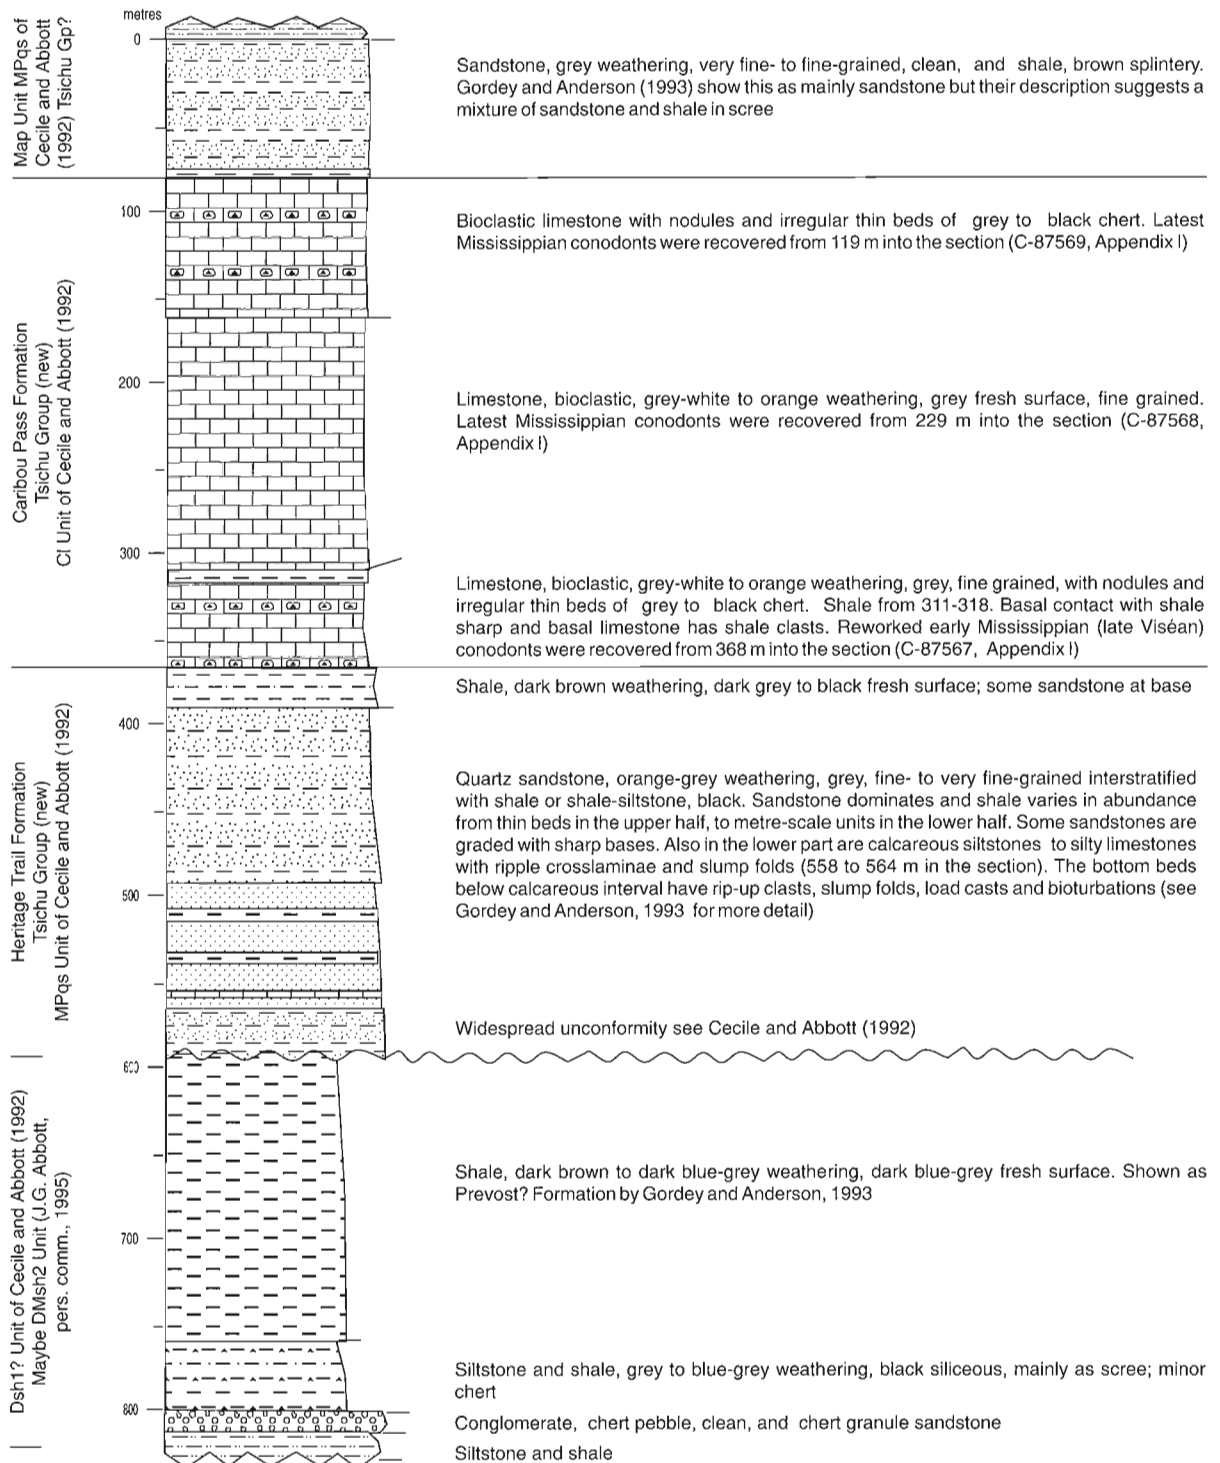 metres
0
100
200
300
400
500
600
700
800
Map Unit MPqs of
Cecile and Abbott
(1992) Tsichu Gp?
Sandstone, grey weathering, very fine- to fine-grained, clean, and shale, brown splintery.
Gordey and Anderson (1993) show this as mainly sandstone but their description suggests a
mixture of sandstone and shale in scree
Caribou Pass Formation
Tsichu Group (new)
CI Unit of Cecile and Abbott (1992)
Bioclastic limestone with nodules and irregular thin beds of grey to black chert. Latest
Mississippian conodonts were recovered from 119 m into the section (C-87569, Appendix I)
Limestone, bioclastic, grey-white to orange weathering, grey fresh surface, fine grained.
Latest Mississippian conodonts were recovered from 229 m into the section (C-87568,
Appendix I)
Limestone, bioclastic, grey-white to orange weathering, grey, fine grained, with nodules and
irregular thin beds of grey to black chert. Shale from 311-318. Basal contact with shale
sharp and basal limestone has shale clasts. Reworked early Mississippian (late Viséan)
conodonts were recovered from 368 m into the section (C-87567, Appendix I)
Heritage Trail Formation
Tsichu Group (new)
MPqs Unit of Cecile and Abbott (1992)
Shale, dark brown weathering, dark grey to black fresh surface; some sandstone at base
Quartz sandstone, orange-grey weathering, grey, fine- to very fine-grained interstratified
with shale or shale-siltstone, black. Sandstone dominates and shale varies in abundance
from thin beds in the upper half, to metre-scale units in the lower half. Some sandstones are
graded with sharp bases. Also in the lower part are calcareous siltstones to silty limestones
with ripple crosslaminae and slump folds (558 to 564 m in the section). The bottom beds
below calcareous interval have rip-up clasts, slump folds, load casts and bioturbations (see
Gordey and Anderson, 1993 for more detail)
Widespread unconformity see Cecile and Abbott (1992)
Dsh1? Unit of Cecile and Abbott (1992)
Maybe DMsh2 Unit (J.G. Abbott,
pers. comm., 1995)
Shale, dark brown to dark blue-grey weathering, dark blue-grey fresh surface. Shown as
Prevost? Formation by Gordey and Anderson, 1993
Siltstone and shale, grey to blue-grey weathering, black siliceous, mainly as scree; minor
chert
Conglomerate, chert pebble, clean, and chert granule sandstone
Siltstone and shale